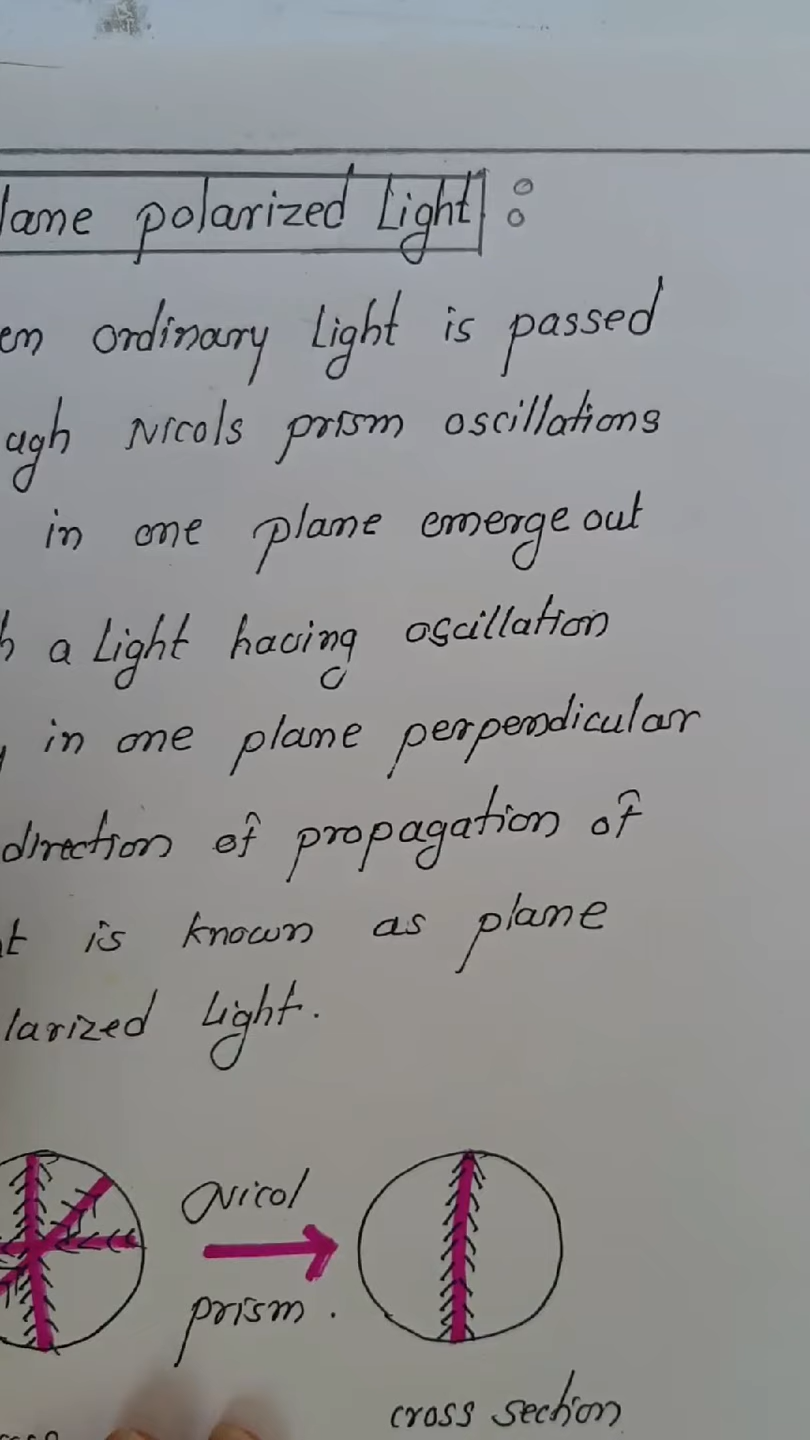 lane polarized Light :
en ordinary Light is passed
ugh Nicols prism oscillations
in one plane emerge out
h a Light having oscillation
y in one plane perpendicular
direction of propagation of
t is known as plane
larized Light.
Nicol
prism.
cross section